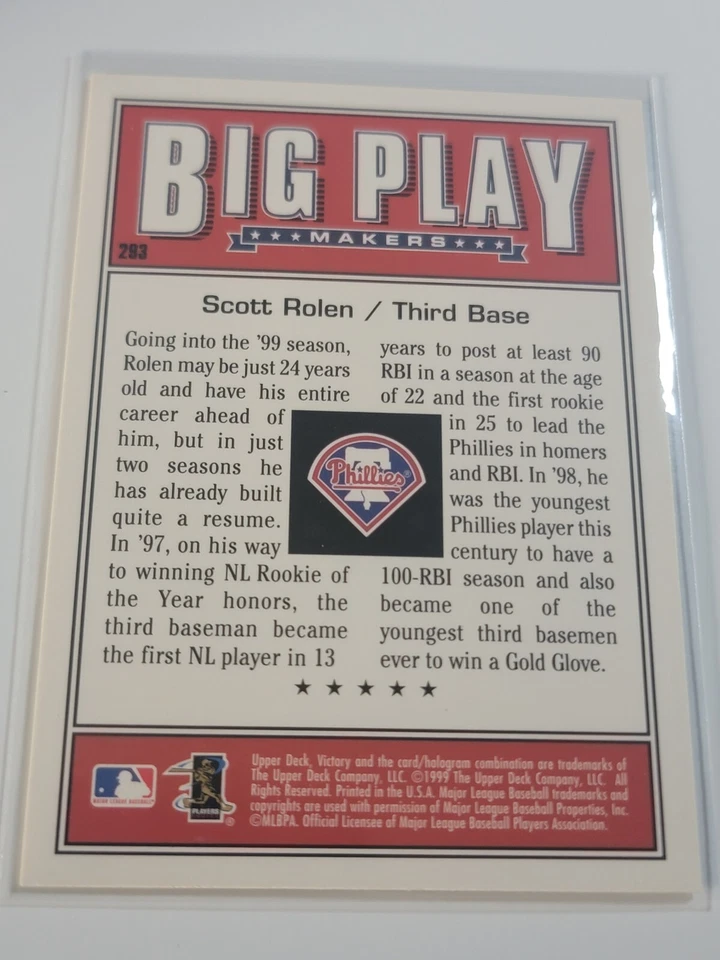 BIG PLAY
★★★MAKERS★★★
293
Scott Rolen / Third Base
Going into the '99 season,
Rolen may be just 24 years
old and have his entire
career ahead of
him, but in just
two seasons he
has already built
quite a resume.
In '97, on his way
to winning NL Rookie of
the Year honors, the
third baseman became
the first NL player in 13
years to post at least 90
RBI in a season at the age
of 22 and the first rookie
in 25 to lead the
Phillies in homers
and RBI. In '98, he
was the youngest
Phillies player this
century to have a
100-RBI season and also
became one of the
youngest third basemen
ever to win a Gold Glove.
Phillies®
★ ★ ★ ★ ★
MAJOR LEAGUE BASEBALL®
PLAYERS ®
Upper Deck, Victory and the card/hologram combination are trademarks of
The Upper Deck Company, LLC. ©1999 The Upper Deck Company, LLC. All
Rights Reserved. Printed in the U.S.A. Major League Baseball trademarks and
copyrights are used with permission of Major League Baseball Properties, Inc.
©MLBPA. Official Licensee of Major League Baseball Players Association.